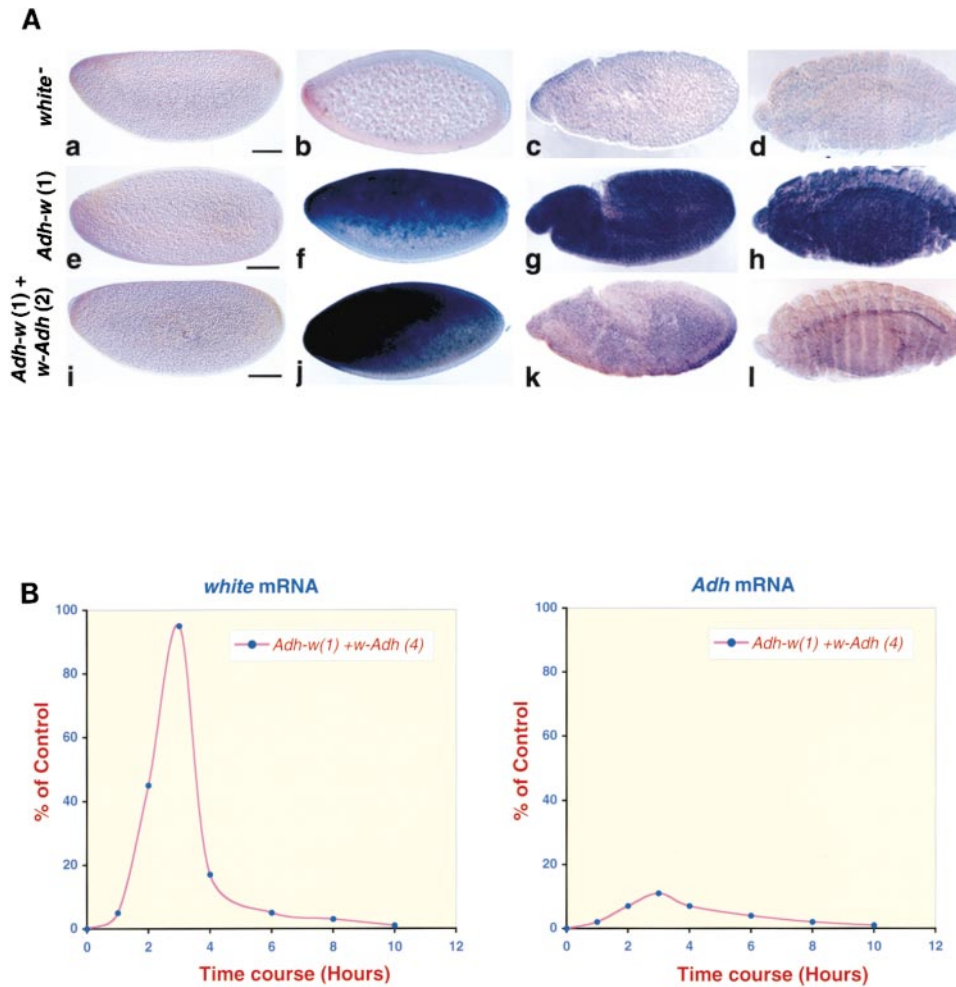 A
white⁻
a b c d
Adh-w (1)
e f g h
Adh-w (1) +
w-Adh (2)
i j k l
B
white mRNA
100
80
60
40
20
0
% of Control
Adh-w(1) +w-Adh (4)
0 2 4 6 8 10 12
Time course (Hours)
Adh mRNA
100
80
60
40
20
0
% of Control
Adh-w(1) +w-Adh (4)
0 2 4 6 8 10 12
Time course (Hours)